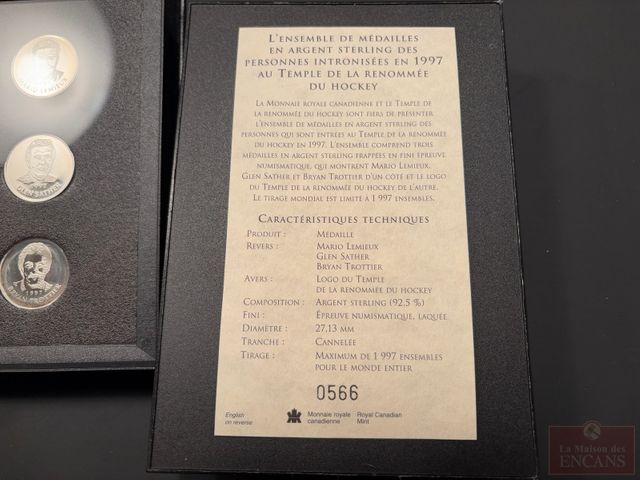 MARIO LEMIEUX
1997
GLEN SATHER
1997
BRYAN TROTTIER
L'ENSEMBLE DE MÉDAILLES
EN ARGENT STERLING DES
PERSONNES INTRONISÉES EN 1997
AU TEMPLE DE LA RENOMMÉE
DU HOCKEY
LA MONNAIE ROYALE CANADIENNE ET LE TEMPLE DE
LA RENOMMÉE DU HOCKEY SONT FIERS DE PRÉSENTER
L'ENSEMBLE DE MÉDAILLES EN ARGENT STERLING DES
PERSONNES QUI SONT ENTRÉES AU TEMPLE DE LA RENOMMÉE
DU HOCKEY EN 1997. L'ENSEMBLE COMPREND TROIS
MÉDAILLES EN ARGENT STERLING FRAPPÉES EN FINE ÉPREUVE
NUMISMATIQUE, QUI MONTRENT MARIO LEMIEUX,
GLEN SATHER ET BRYAN TROTTIER D'UN CÔTÉ ET LE LOGO
DU TEMPLE DE LA RENOMMÉE DU HOCKEY DE L'AUTRE.
LE TIRAGE MONDIAL EST LIMITÉ À 1 997 ENSEMBLES.
CARACTÉRISTIQUES TECHNIQUES
PRODUIT : MÉDAILLE
REVERS : MARIO LEMIEUX
GLEN SATHER
BRYAN TROTTIER
AVERS : LOGO DU TEMPLE
DE LA RENOMMÉE DU HOCKEY
COMPOSITION : ARGENT STERLING (92.5 %)
FINI : ÉPREUVE NUMISMATIQUE, LAQUÉE
DIAMÈTRE : 27,13 MM
TRANCHE : CANNELÉE
TIRAGE : MAXIMUM DE 1 997 ENSEMBLES
POUR LE MONDE ENTIER
0566
English
on reverse
Monnaie royale
canadienne
Royal Canadian
Mint
La Maison des
ENCANS